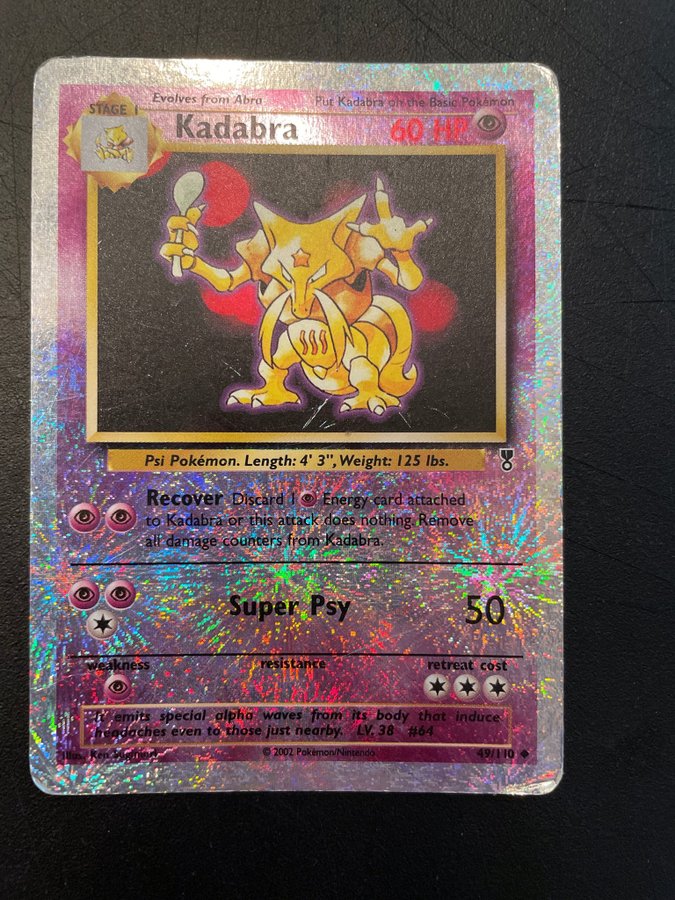 Evolves from Abra
Put Kadabra on the Basic Pokémon
STAGE 1
Kadabra
60 HP
Psi Pokémon. Length: 4' 3", Weight: 125 lbs.
Recover Discard 1 Energy card attached
to Kadabra or this attack does nothing. Remove
all damage counters from Kadabra.
Super Psy 50
weakness resistance retreat cost
It emits special alpha waves from its body that induce
headaches even to those just nearby. LV. 38 #64
Illus. Ken Sugimori © 2002 Pokémon/Nintendo 49/110